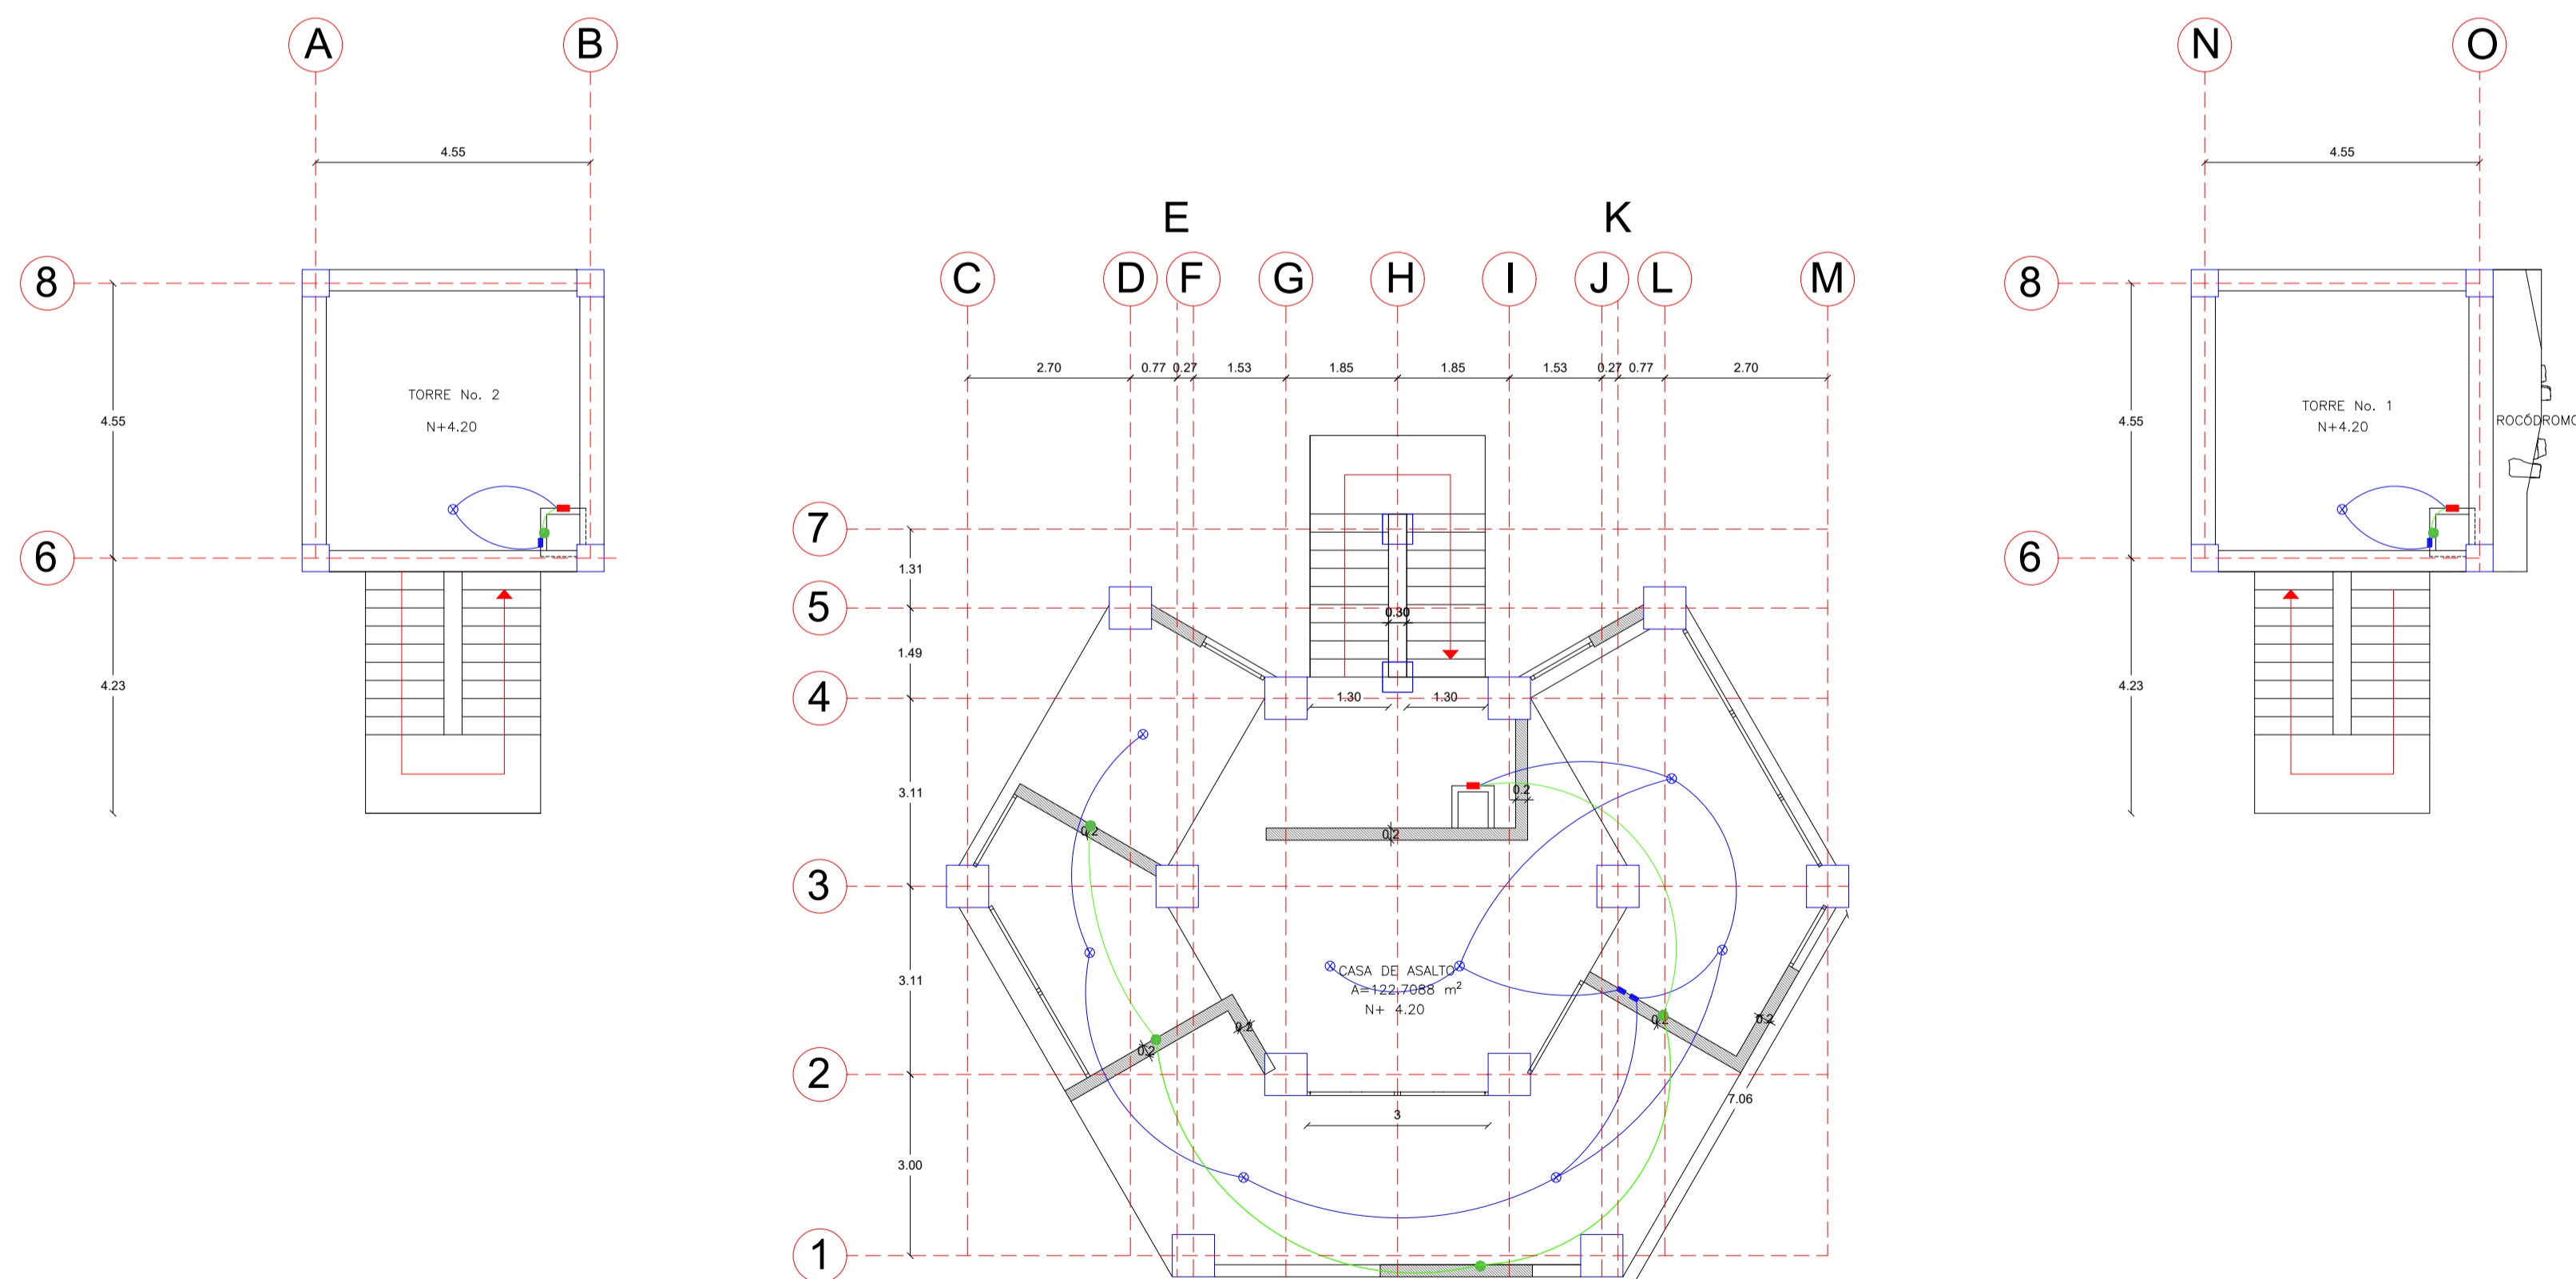 A
B
N
O
4.55
4.55
E
K
C
D
F
G
H
I
J
L
M
8
8
2.70
0.77
0.27
1.53
1.85
1.85
1.53
0.27
0.77
2.70
TORRE No. 2
N+4.20
4.55
TORRE No. 1
N+4.20
4.55
ROCÓDROMO
7
6
6
1.31
5
0.30
1.49
4.23
4.23
4
1.30
1.30
3.11
0.2
0.2
0.2
3
CASA DE ASALTO
A=122.7088 m²
N+ 4.20
3.11
0.2
0.2
0.2
0.2
2
7.06
3
3.00
1